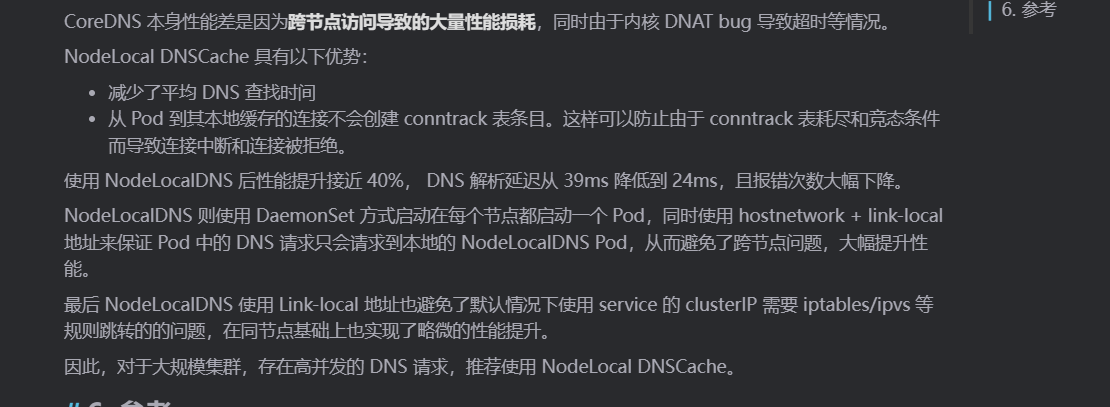 CoreDNS 本身性能差是因为跨节点访问导致的大量性能损耗，同时由于内核 DNAT bug 导致超时等情况。
6. 参考
NodeLocal DNSCache 具有以下优势：
• 减少了平均 DNS 查找时间
• 从 Pod 到其本地缓存的连接不会创建 conntrack 表条目。这样可以防止由于 conntrack 表耗尽和竞态条件
而导致连接中断和连接被拒绝。
使用 NodeLocalDNS 后性能提升接近 40%， DNS 解析延迟从 39ms 降低到 24ms，且报错次数大幅下降。
NodeLocalDNS 则使用 DaemonSet 方式启动在每个节点都启动一个 Pod，同时使用 hostnetwork + link-local
地址来保证 Pod 中的 DNS 请求只会请求到本地的 NodeLocalDNS Pod，从而避免了跨节点问题，大幅提升性
能。
最后 NodeLocalDNS 使用 Link-local 地址也避免了默认情况下使用 service 的 clusterIP 需要 iptables/ipvs 等
规则跳转的的问题，在同节点基础上也实现了略微的性能提升。
因此，对于大规模集群，存在高并发的 DNS 请求，推荐使用 NodeLocal DNSCache。
# 6. 参考